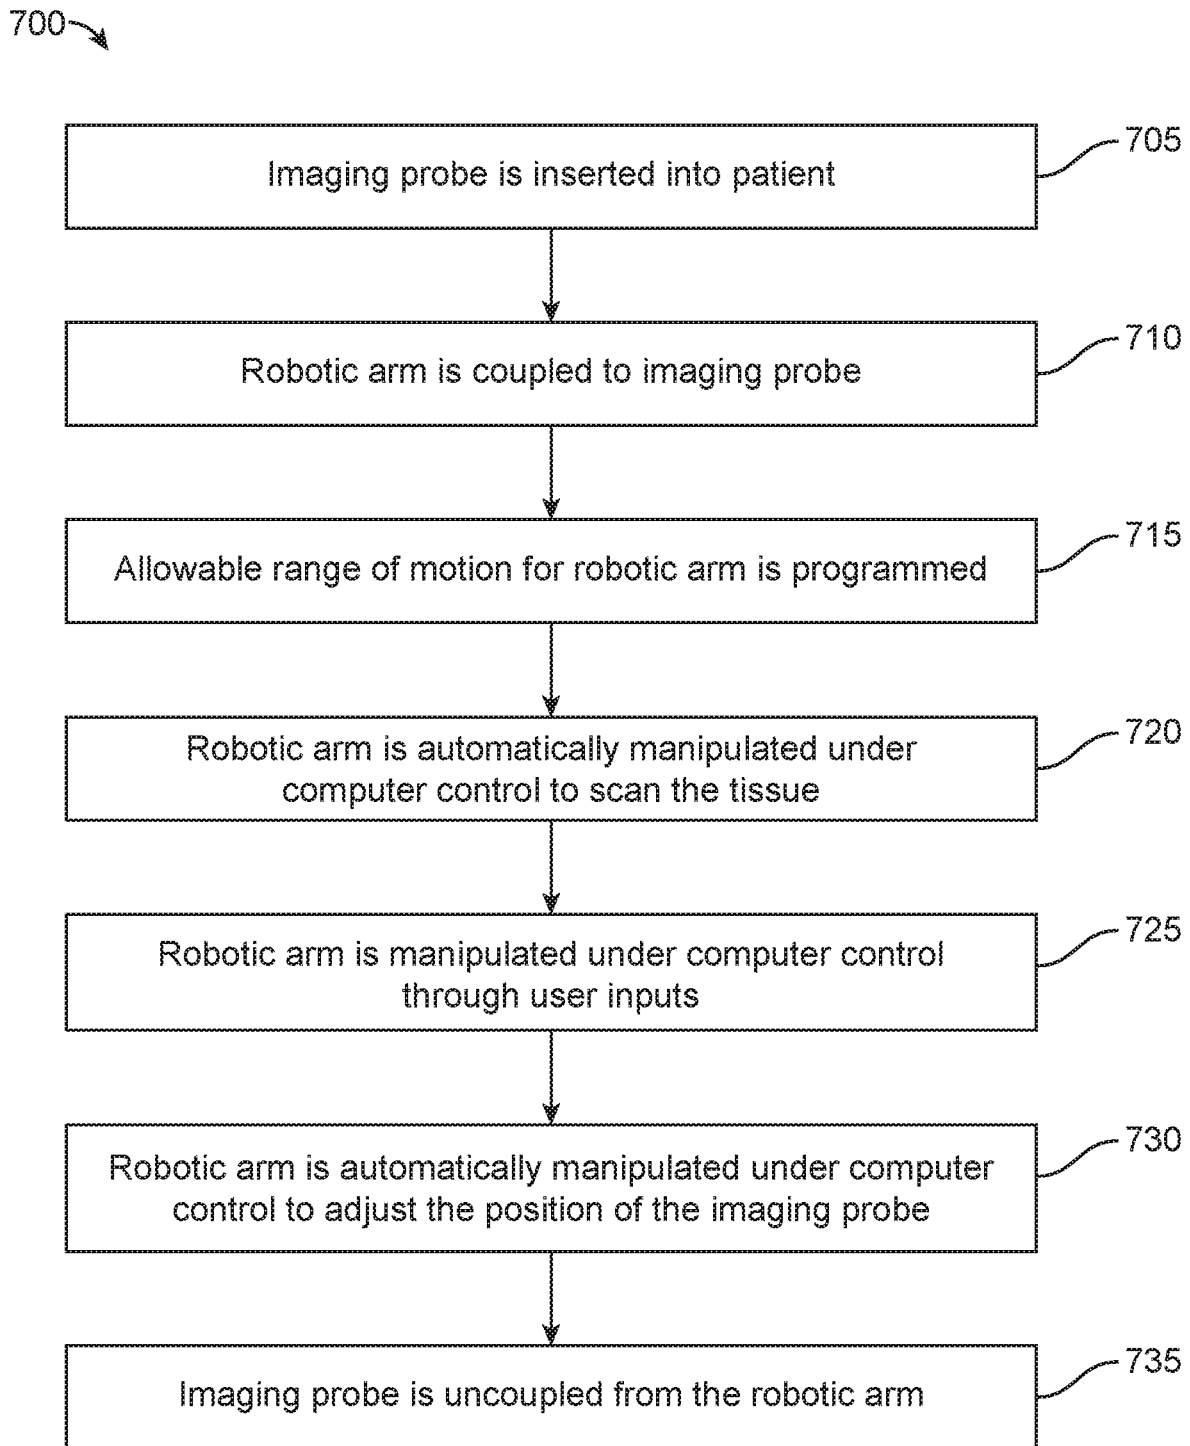 700
705
Imaging probe is inserted into patient
710
Robotic arm is coupled to imaging probe
715
Allowable range of motion for robotic arm is programmed
720
Robotic arm is automatically manipulated under
computer control to scan the tissue
725
Robotic arm is manipulated under computer control
through user inputs
730
Robotic arm is automatically manipulated under computer
control to adjust the position of the imaging probe
735
Imaging probe is uncoupled from the robotic arm